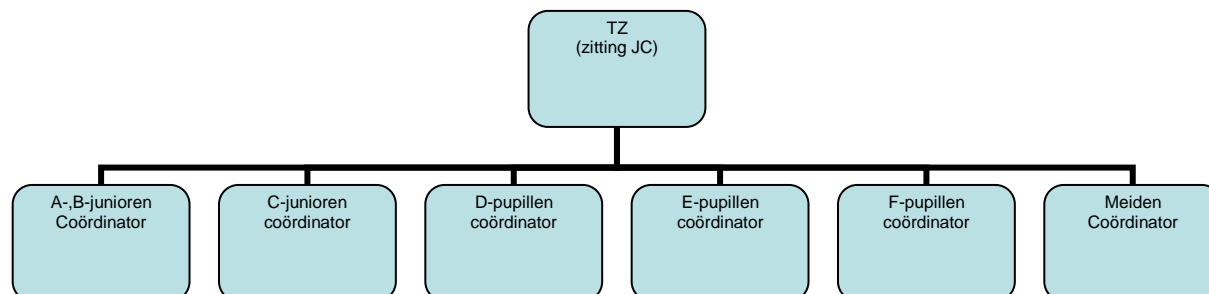 TZ
(zitting JC)
A-,B-junioren
Coördinator
C-junioren
coördinator
D-pupillen
coördinator
E-pupillen
coördinator
F-pupillen
coördinator
Meiden
Coördinator